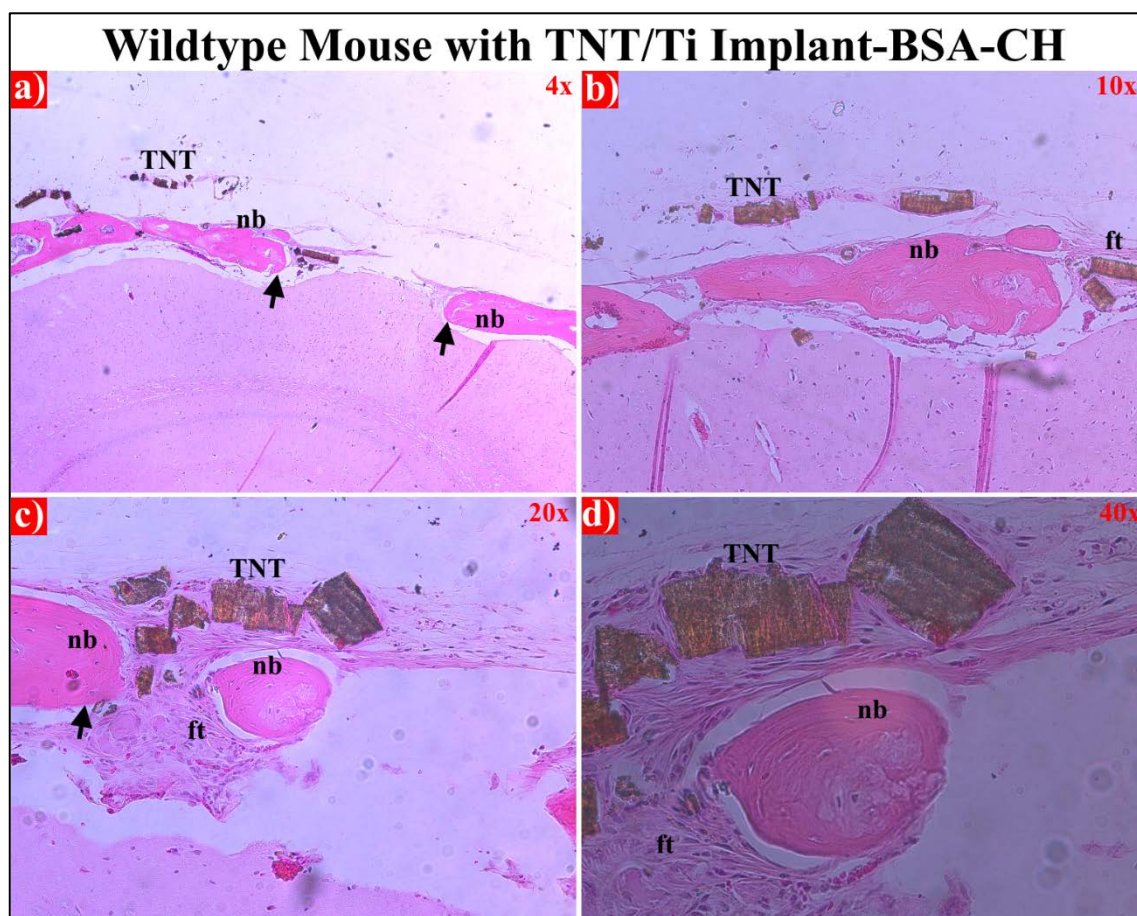 Wildtype Mouse with TNT/Ti Implant-BSA-CH
a) 4x
TNT
nb
nb
b) 10x
TNT
nb
ft
c) 20x
TNT
nb
nb
ft
d) 40x
TNT
nb
ft